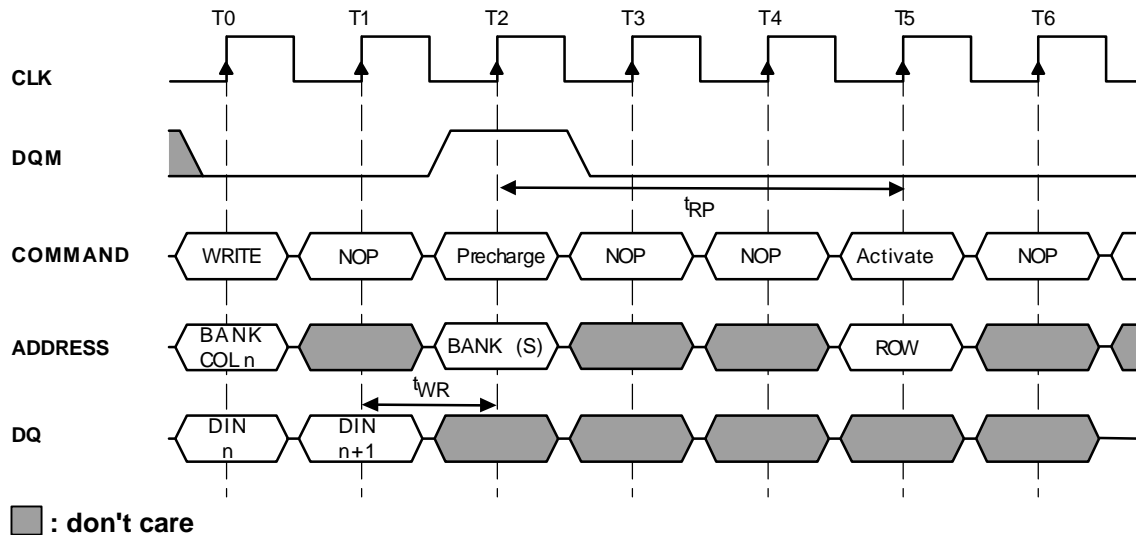 T0 T1 T2 T3 T4 T5 T6
CLK
DQM
tRP
COMMAND WRITE NOP Precharge NOP NOP Activate NOP
ADDRESS BANK COL n BANK (S) ROW
tWR
DQ DIN n DIN n+1
: don't care